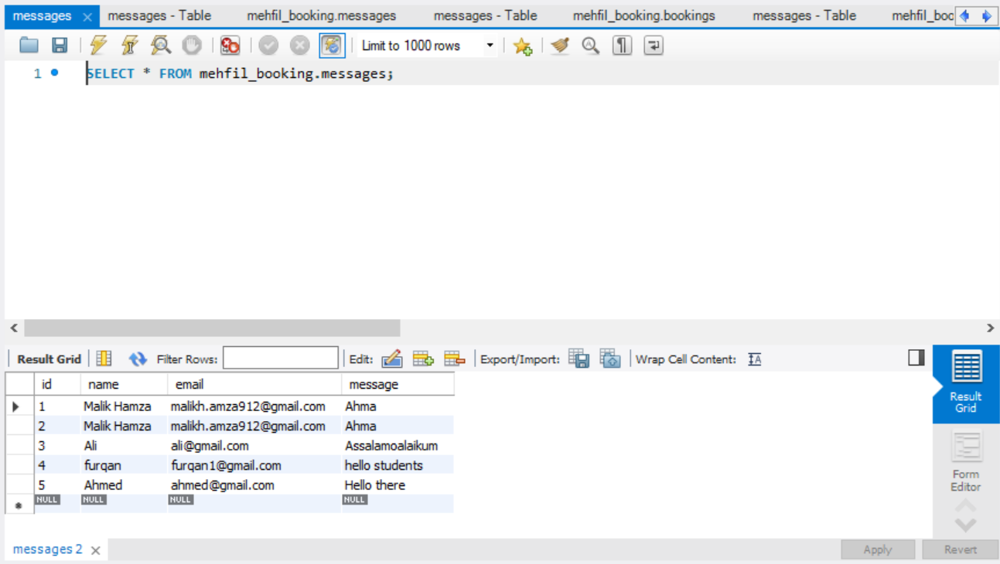 messages × messages - Table mehfil_booking.messages messages - Table mehfil_booking.bookings messages - Table mehfil_boo
Limit to 1000 rows
1 SELECT * FROM mehfil_booking.messages;
Result Grid Filter Rows: Edit: Export/Import: Wrap Cell Content:
id name email message
1 Malik Hamza malikh.amza912@gmail.com Ahma
2 Malik Hamza malikh.amza912@gmail.com Ahma
3 Ali ali@gmail.com Assalamoalaikum
4 furqan furqan1@gmail.com hello students
5 Ahmed ahmed@gmail.com Hello there
NULL NULL NULL NULL
Result
Grid
Form
Editor
messages 2 × Apply Revert